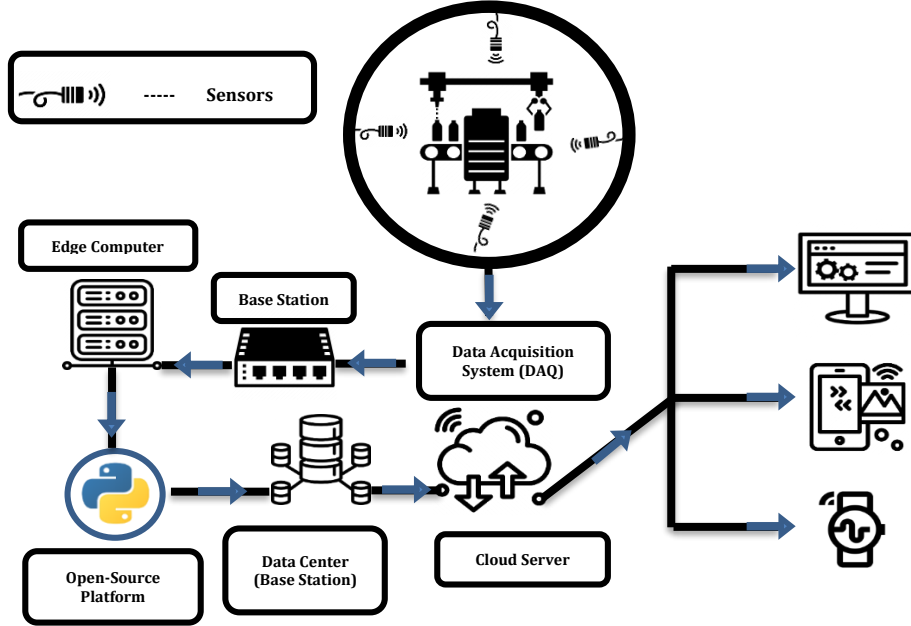 ----- Sensors
Edge Computer
Base Station
Data Acquisition
System (DAQ)
Open-Source
Platform
Data Center
(Base Station)
Cloud Server